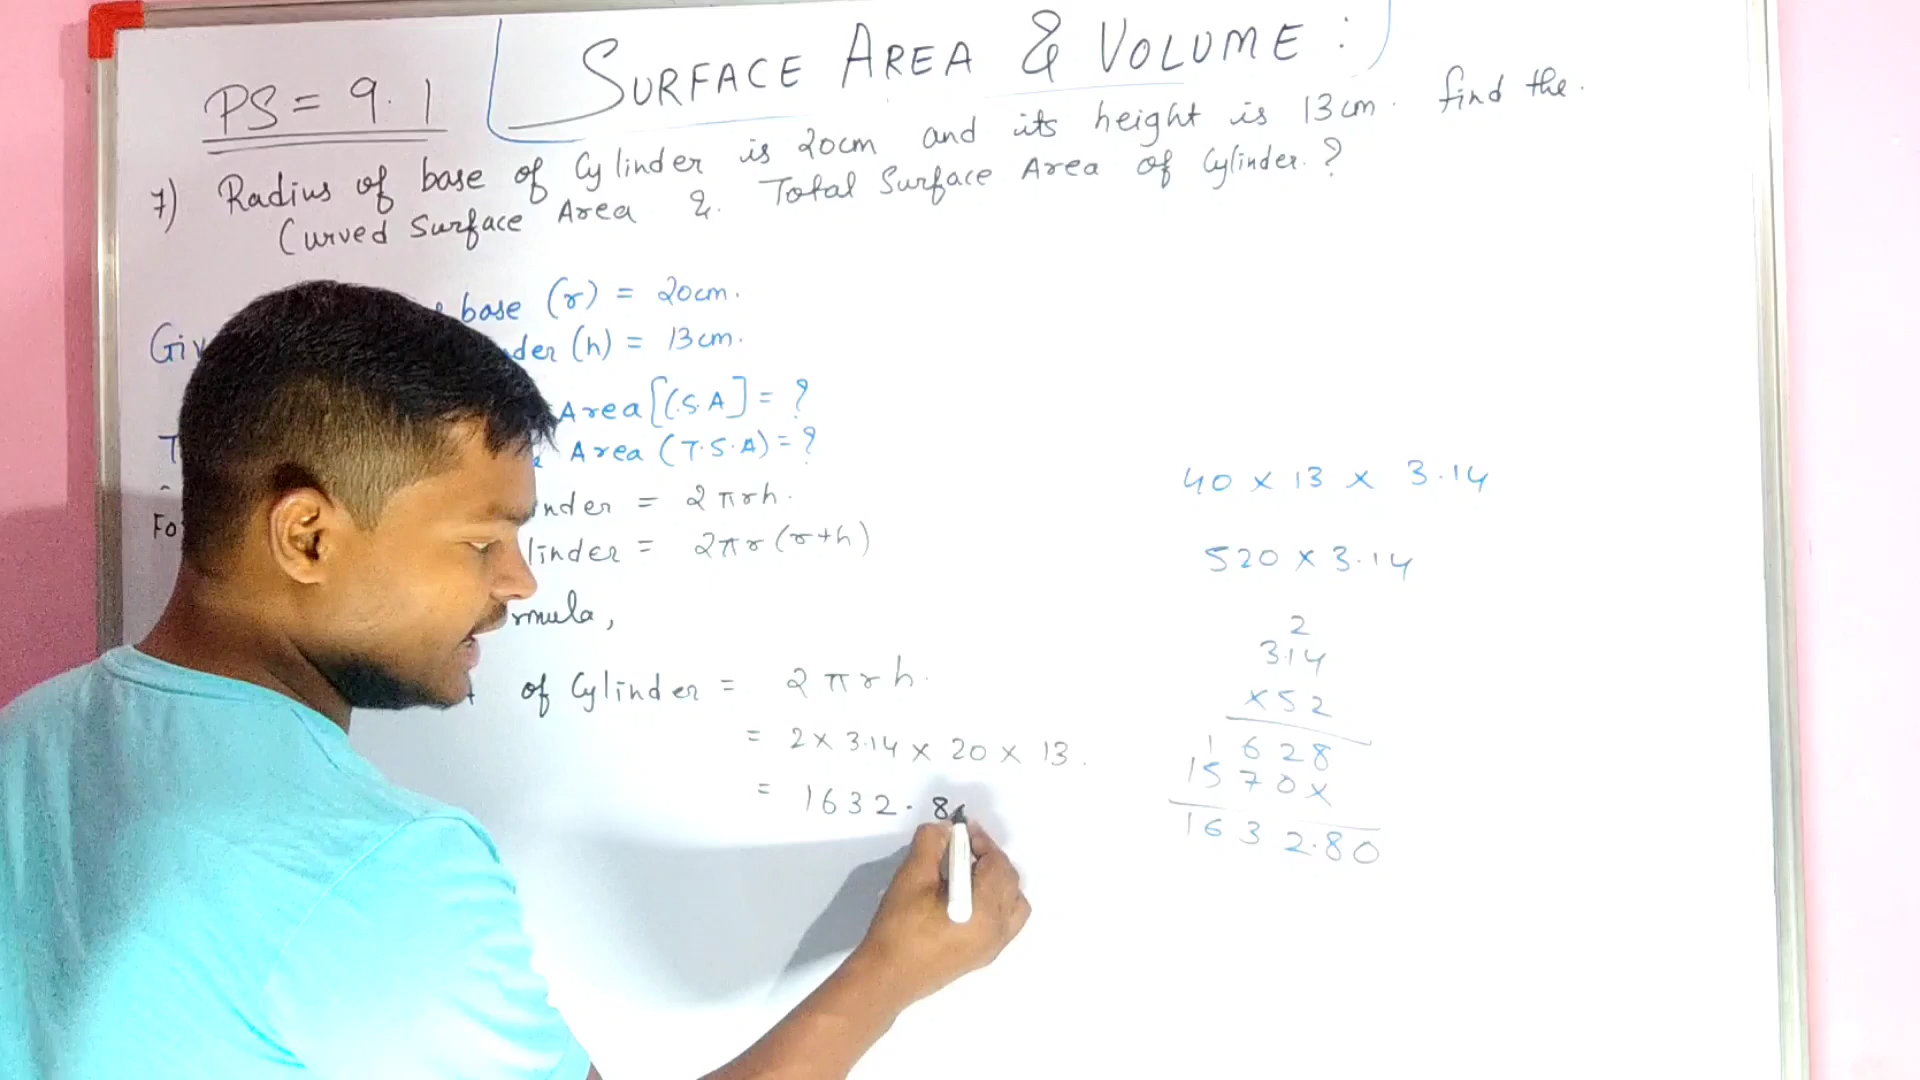 PS = 9.1
SURFACE AREA & VOLUME :
7) Radius of base of Cylinder is 20cm and its height is 13cm. find the.
Curved Surface Area & Total Surface Area of Cylinder. ?
Giv base (r) = 20cm.
der (h) = 13cm.
Area [C.S.A] = ?
T Area (T.S.A) = ?
Fo nder = 2πrh.
linder = 2πr(r+h)
rmula,
of Cylinder = 2πrh.
= 2 × 3.14 × 20 × 13.
= 1632.8
40 × 13 × 3.14
520 × 3.14
2
3.14
×52
1628
1570×
1632.80